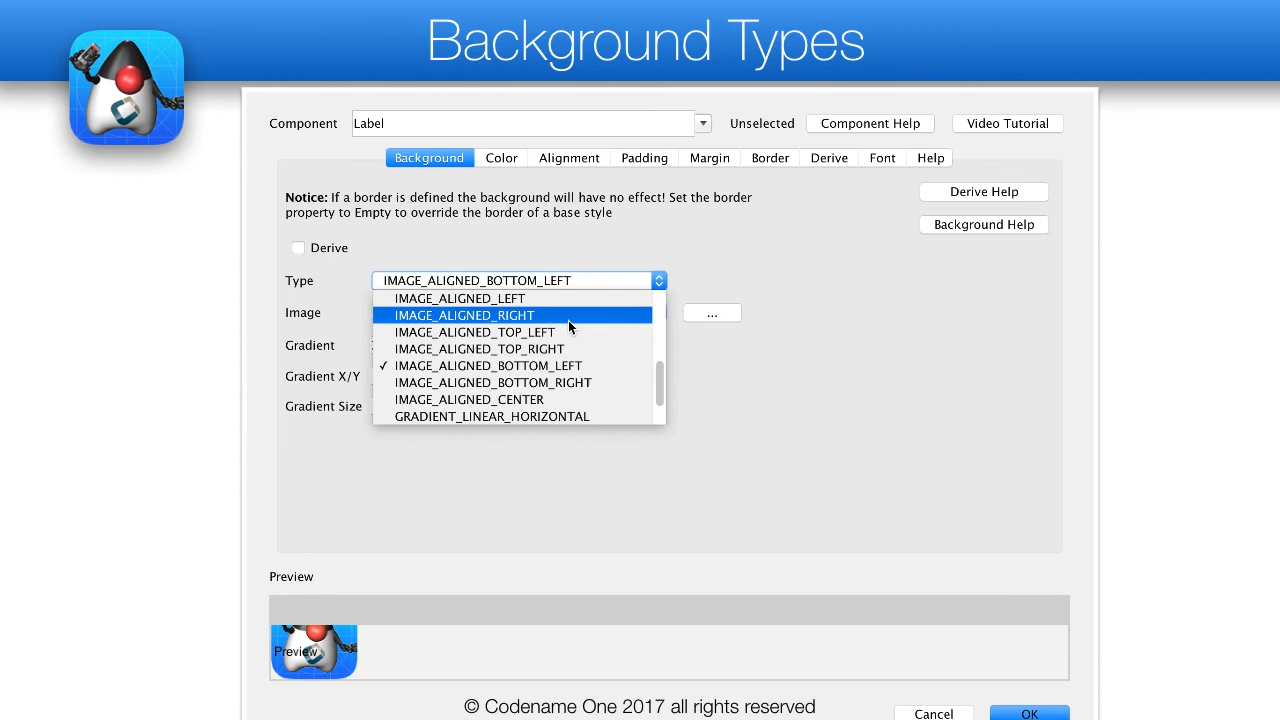 Background Types
Component Label Unselected Component Help Video Tutorial
Background Color Alignment Padding Margin Border Derive Font Help
Notice: If a border is defined the background will have no effect! Set the border
property to Empty to override the border of a base style
Derive Help
Background Help
Derive
Type IMAGE_ALIGNED_BOTTOM_LEFT
IMAGE_ALIGNED_LEFT
Image IMAGE_ALIGNED_RIGHT ...
IMAGE_ALIGNED_TOP_LEFT
Gradient IMAGE_ALIGNED_TOP_RIGHT
✓ IMAGE_ALIGNED_BOTTOM_LEFT
Gradient X/Y IMAGE_ALIGNED_BOTTOM_RIGHT
IMAGE_ALIGNED_CENTER
Gradient Size GRADIENT_LINEAR_HORIZONTAL
Preview
Preview
© Codename One 2017 all rights reserved
Cancel OK